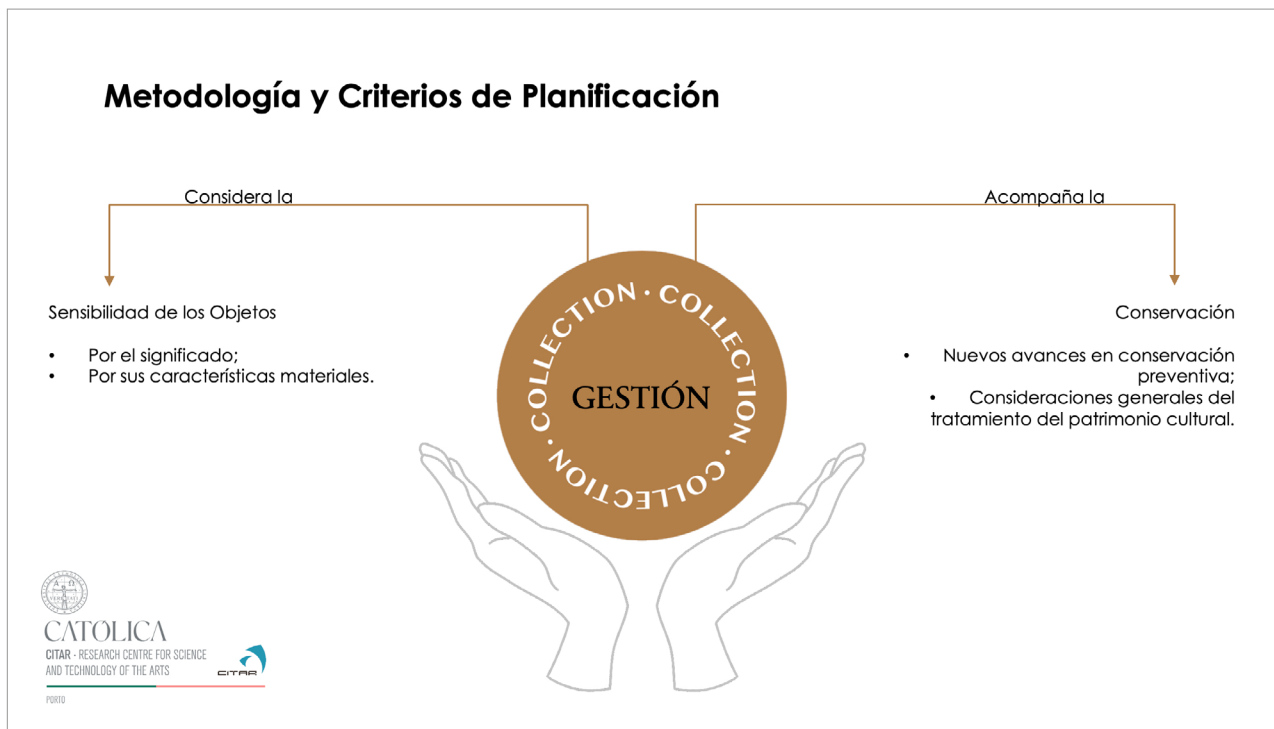 Metodología y Criterios de Planificación
Considera la
Acompaña la
Sensibilidad de los Objetos
• Por el significado;
• Por sus características materiales.
COLLECTION · COLLECTION · COLLECTION ·
GESTIÓN
Conservación
• Nuevos avances en conservación
preventiva;
• Consideraciones generales del
tratamiento del patrimonio cultural.
CATÓLICA
CITAR - RESEARCH CENTRE FOR SCIENCE
AND TECHNOLOGY OF THE ARTS
CITAR
PORTO